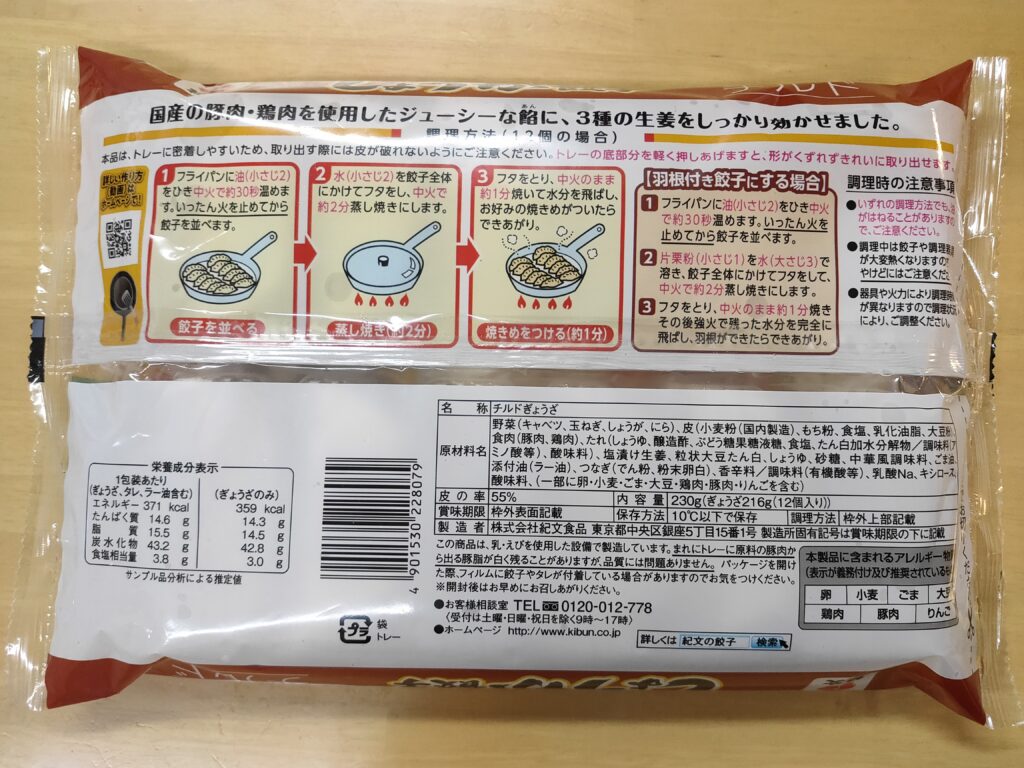 国産の豚肉・鶏肉を使用したジューシーな餡に、3種の生姜をしっかり効かせました。
あん
調理方法(12個の場合)
本品は、トレーに密着しやすいため、取り出す際には皮が破れないようにご注意ください。トレーの底部分を軽く押しあげますと、形がくずれずきれいに取り出せます
詳しい作り方
【動画】は
ホームページで!
1 フライパンに油(小さじ2)
をひき中火で約30秒温めま
す。いったん火を止めてから
餃子を並べます。
餃子を並べる
2 水(小さじ2)を餃子全体
にかけてフタをし、中火で
約2分蒸し焼きにします。
蒸し焼き(約2分)
3 フタをとり、中火のまま
約1分焼いて水分を飛ばし、
お好みの焼きめがついたら
できあがり。
焼きめをつける(約1分)
【羽根付き餃子にする場合】
1 フライパンに油(小さじ2)をひき中火
で約30秒温めます。いったん火を
止めてから餃子を並べます。
2 片栗粉(小さじ1)を水(大さじ3)で
溶き、餃子全体にかけてフタをして、
中火で約2分蒸し焼きにします。
3 フタをとり、中火のまま約1分焼き
その後強火で残った水分を完全に
飛ばし、羽根ができたらできあがり。
調理時の注意事項
●いずれの調理方法でも、
がはねることがありますの
で、ご注意ください。
●調理中は餃子や調理器
が大変熱くなりますの
やけどにはご注意くだ
●器具や火力により調理時
が異なりますので調理状
により、ご調整ください。
栄養成分表示
1包装あたり
(ぎょうざ、タレ、ラー油含む) (ぎょうざのみ)
エネルギー 371 kcal 359 kcal
たんぱく質 14.6 g 14.3 g
脂質 15.5 g 14.5 g
炭水化物 43.2 g 42.8 g
食塩相当量 3.8 g 3.0 g
サンプル品分析による推定値
4 901530 228079
プラ
袋
トレー
名称 チルドぎょうざ
原材料名 野菜(キャベツ、玉ねぎ、しょうが、にら)、皮(小麦粉(国内製造)、もち粉、食塩、乳化油脂、大豆粉)
食肉(豚肉、鶏肉)、たれ(しょうゆ、醸造酢、ぶどう糖果糖液糖、食塩、たん白加水分解物/調味料(ア
ミノ酸等)、酸味料)、塩漬け生姜、粒状大豆たん白、しょうゆ、砂糖、中華風調味料、ごま油、
添付油(ラー油)、つなぎ(でん粉、粉末卵白)、香辛料/調味料(有機酸等)、乳酸Na、キシロース、
酸味料、(一部に卵・小麦・ごま・大豆・鶏肉・豚肉・りんごを含む)
皮の率 55% 内容量 230g(ぎょうざ216g(12個入))
賞味期限 枠外表面記載 保存方法 10℃以下で保存 調理方法 枠外上部記載
製造者 株式会社紀文食品 東京都中央区銀座5丁目15番1号 製造所固有記号は賞味期限の下に記載
この商品は、乳・えびを使用した設備で製造しています。まれにトレーに原料の豚肉か
ら出る豚脂が白く残ることがありますが、品質には問題ありません。パッケージを開け
た際、フィルムに餃子やタレが付着している場合がありますのでお気をつけください。
※開封後はお早めにお召しあがりください。
●お客様相談室 TEL 0120-012-778
〈受付は土曜・日曜・祝日を除く9時~17時〉
●ホームページ http://www.kibun.co.jp
詳しくは 紀文の餃子 検索
本製品に含まれるアレルギー物
(表示が義務付け及び推奨されている
卵 小麦 ごま 大豆
鶏肉 豚肉 りんご